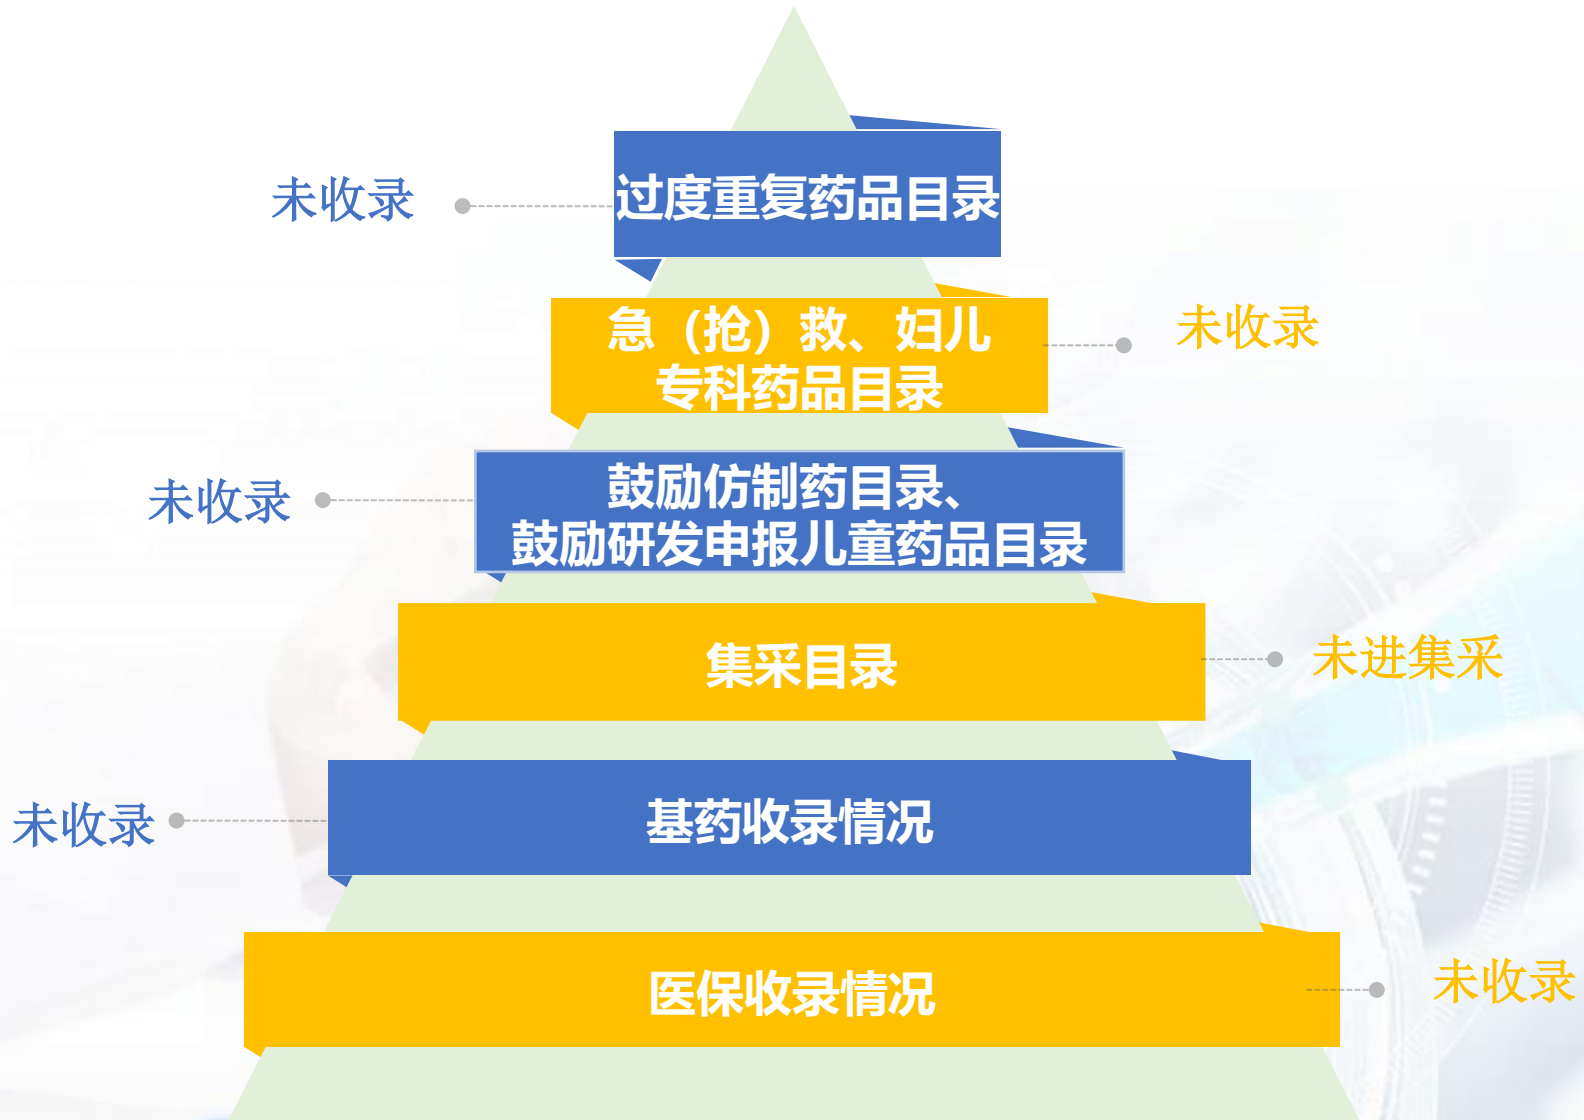 过度重复药品目录
未收录
急（抢）救、妇儿
专科药品目录
未收录
鼓励仿制药目录、
鼓励研发申报儿童药品目录
未收录
集采目录
未进集采
基药收录情况
未收录
医保收录情况
未收录